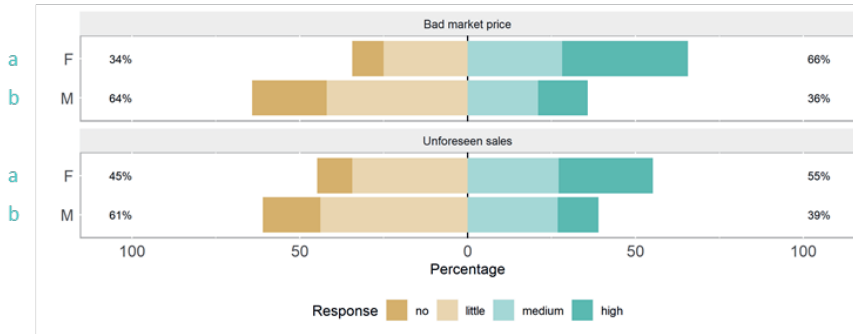 Bad market price
a F 34% 66%
b M 64% 36%
Unforeseen sales
a F 45% 55%
b M 61% 39%
100 50 0 50 100
Percentage
Response no little medium high